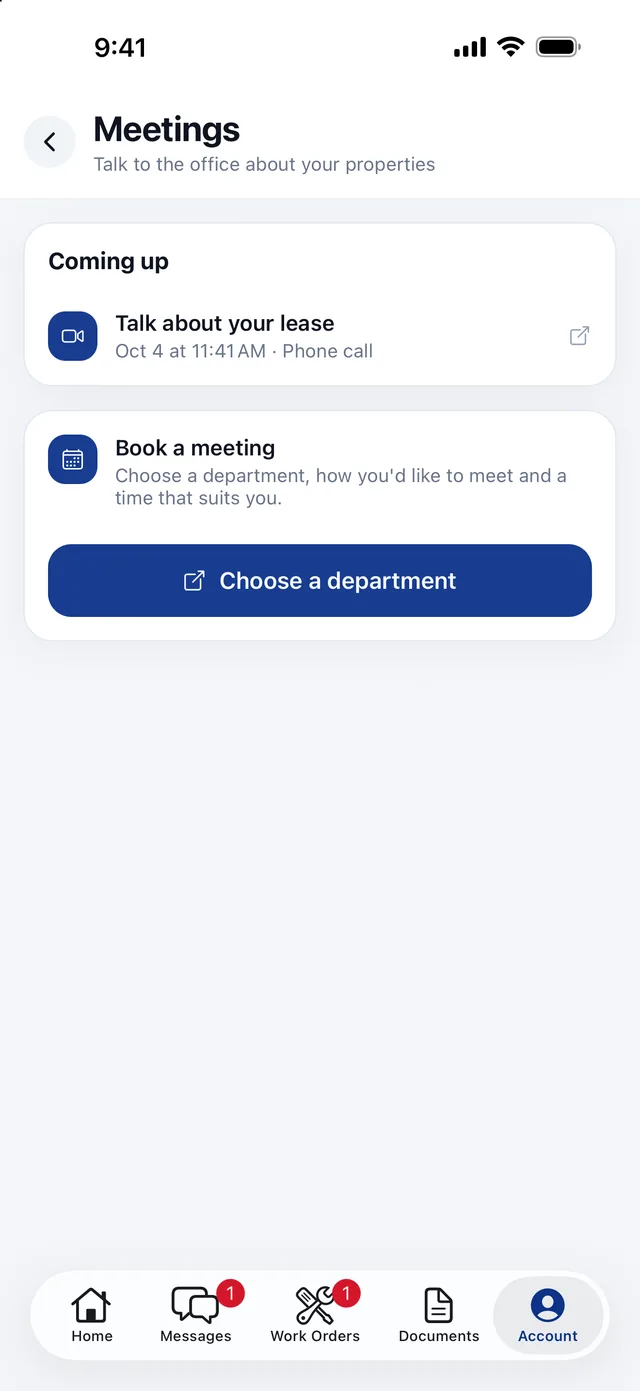 9:41
Meetings
Talk to the office about your properties
Coming up
Talk about your lease
Oct 4 at 11:41 AM · Phone call
Book a meeting
Choose a department, how you'd like to meet and a
time that suits you.
Choose a department
1
1
Home
Messages
Work Orders
Documents
Account